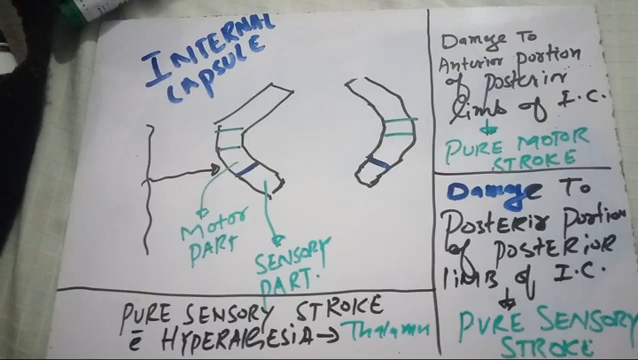 INTERNAL
CAPSULE
MOTOR
PART
SENSORY
PART.
PURE SENSORY STROKE
ē HYPERALGESIA → Thalamus
Damage To
Anterior portion
of posterior
limb of I.C.
PURE MOTOR
STROKE
Damage To
Posterior Portion
of POSTERIOR
limb of I.C.
PURE SENSORY
STROKE